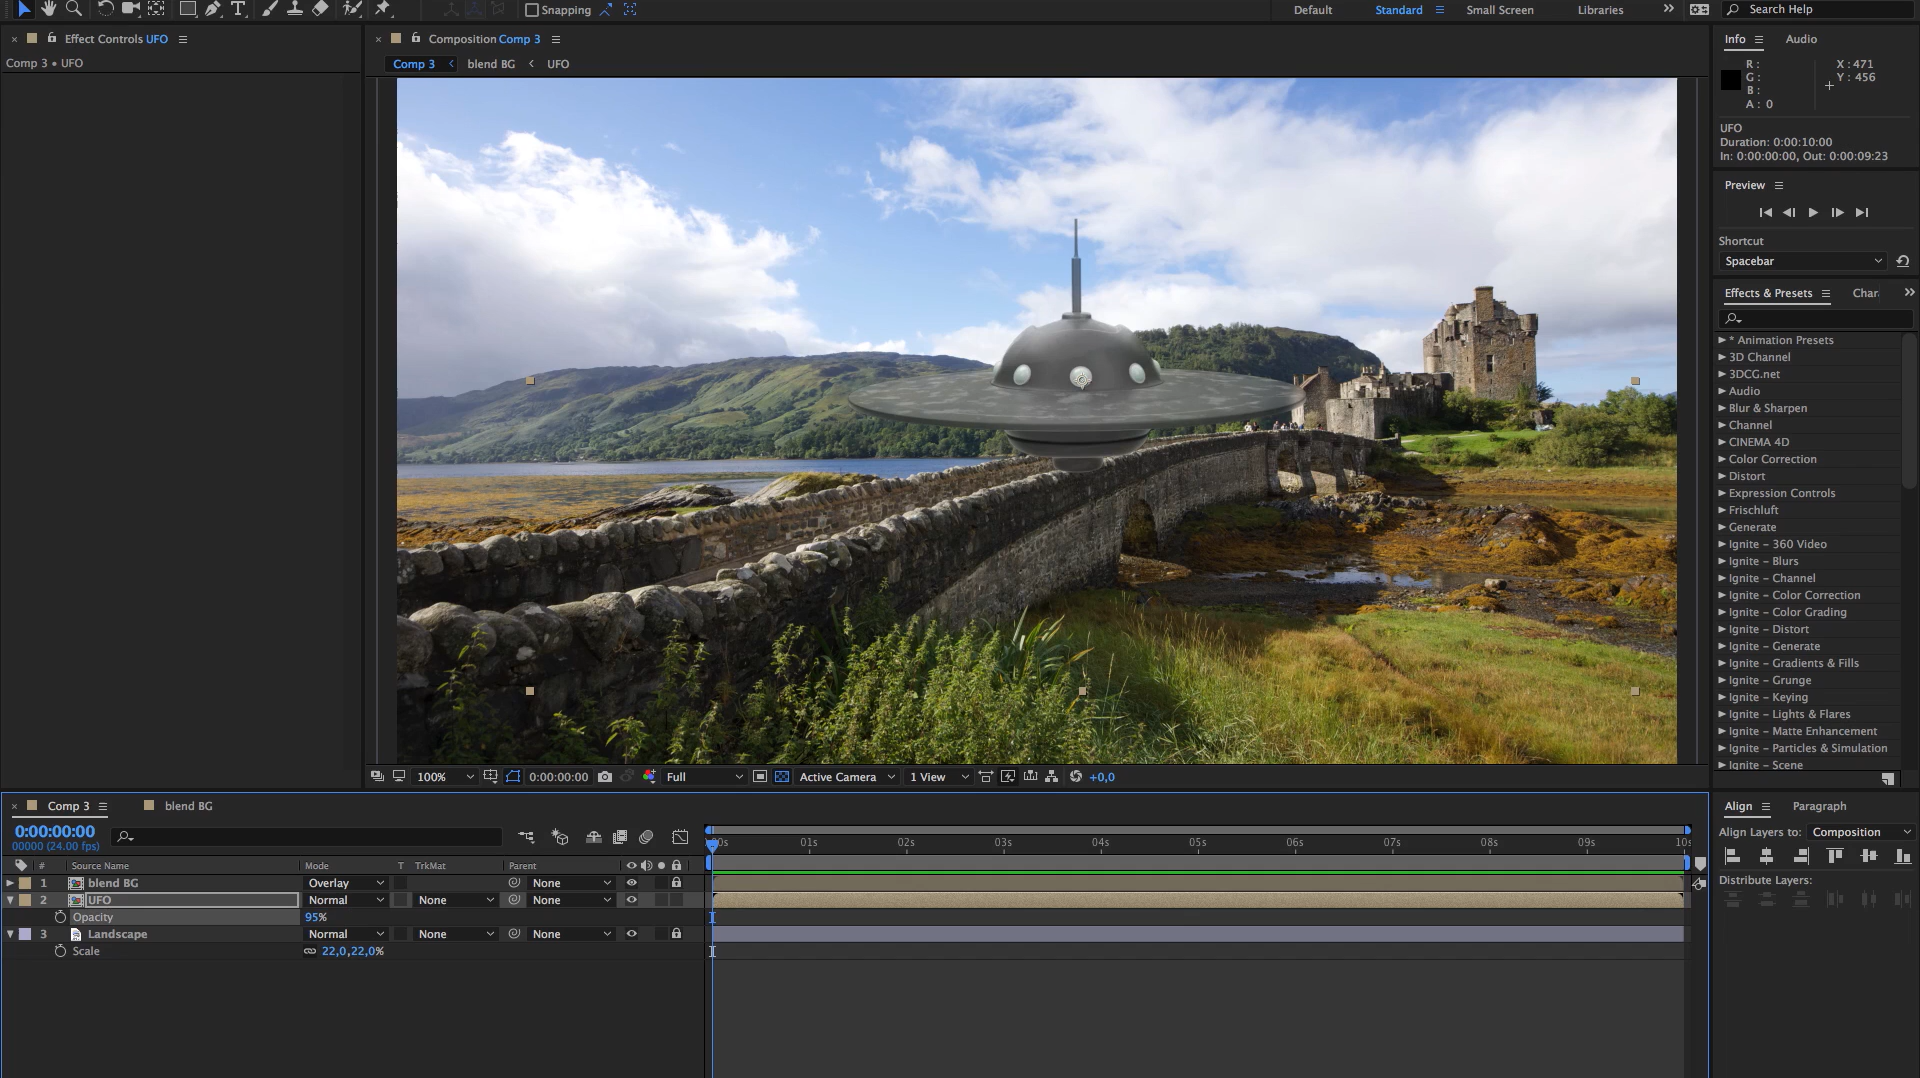 Snapping
Default
Standard
Small Screen
Libraries
Search Help
Effect Controls UFO
Comp 3 • UFO
Composition Comp 3
Comp 3
blend BG
UFO
Info
Audio
R :
G :
B :
A : 0
X : 471
Y : 456
UFO
Duration: 0:00:10:00
In: 0:00:00:00, Out: 0:00:09:23
Preview
Shortcut
Spacebar
Effects & Presets
Char
* Animation Presets
3D Channel
3DCG.net
Audio
Blur & Sharpen
Channel
CINEMA 4D
Color Correction
Distort
Expression Controls
Frischluft
Generate
Ignite – 360 Video
Ignite – Blurs
Ignite – Channel
Ignite – Color Correction
Ignite – Color Grading
Ignite – Distort
Ignite – Generate
Ignite – Gradients & Fills
Ignite – Grunge
Ignite – Keying
Ignite – Lights & Flares
Ignite – Matte Enhancement
Ignite – Particles & Simulation
Ignite – Scene
100%
0:00:00:00
Full
Active Camera
1 View
+0,0
Comp 3
blend BG
0:00:00:00
00000 (24.00 fps)
# Source Name Mode T TrkMat Parent
01s 02s 03s 04s 05s 06s 07s 08s 09s
1 blend BG Overlay None
2 UFO Normal None None
Opacity 95%
3 Landscape Normal None None
Scale 22,0,22,0%
Align
Paragraph
Align Layers to: Composition
Distribute Layers: